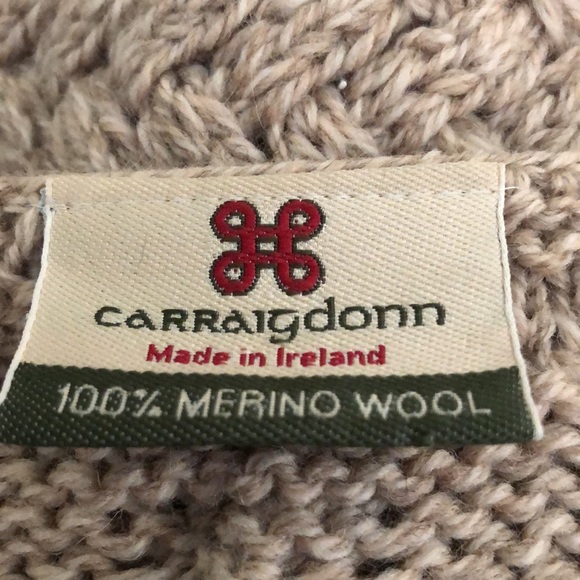 CARRAIGDONN
Made in Ireland
100% MERINO WOOL